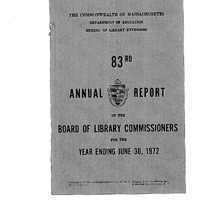 THE COMMONWEALTH OF MASSACHUSETTS
DEPARTMENT OF EDUCATION
BUREAU OF LIBRARY EXTENSION
83RD
ANNUAL REPORT
OF THE
BOARD OF LIBRARY COMMISSIONERS
FOR THE
YEAR ENDING JUNE 30, 1972